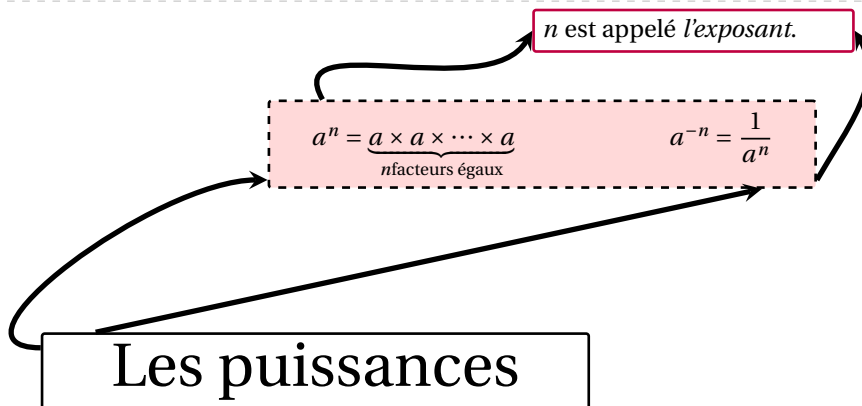 n est appelé l'exposant.
aⁿ = a × a × ⋯ × a    a⁻ⁿ = 1/aⁿ
nfacteurs égaux
Les puissances